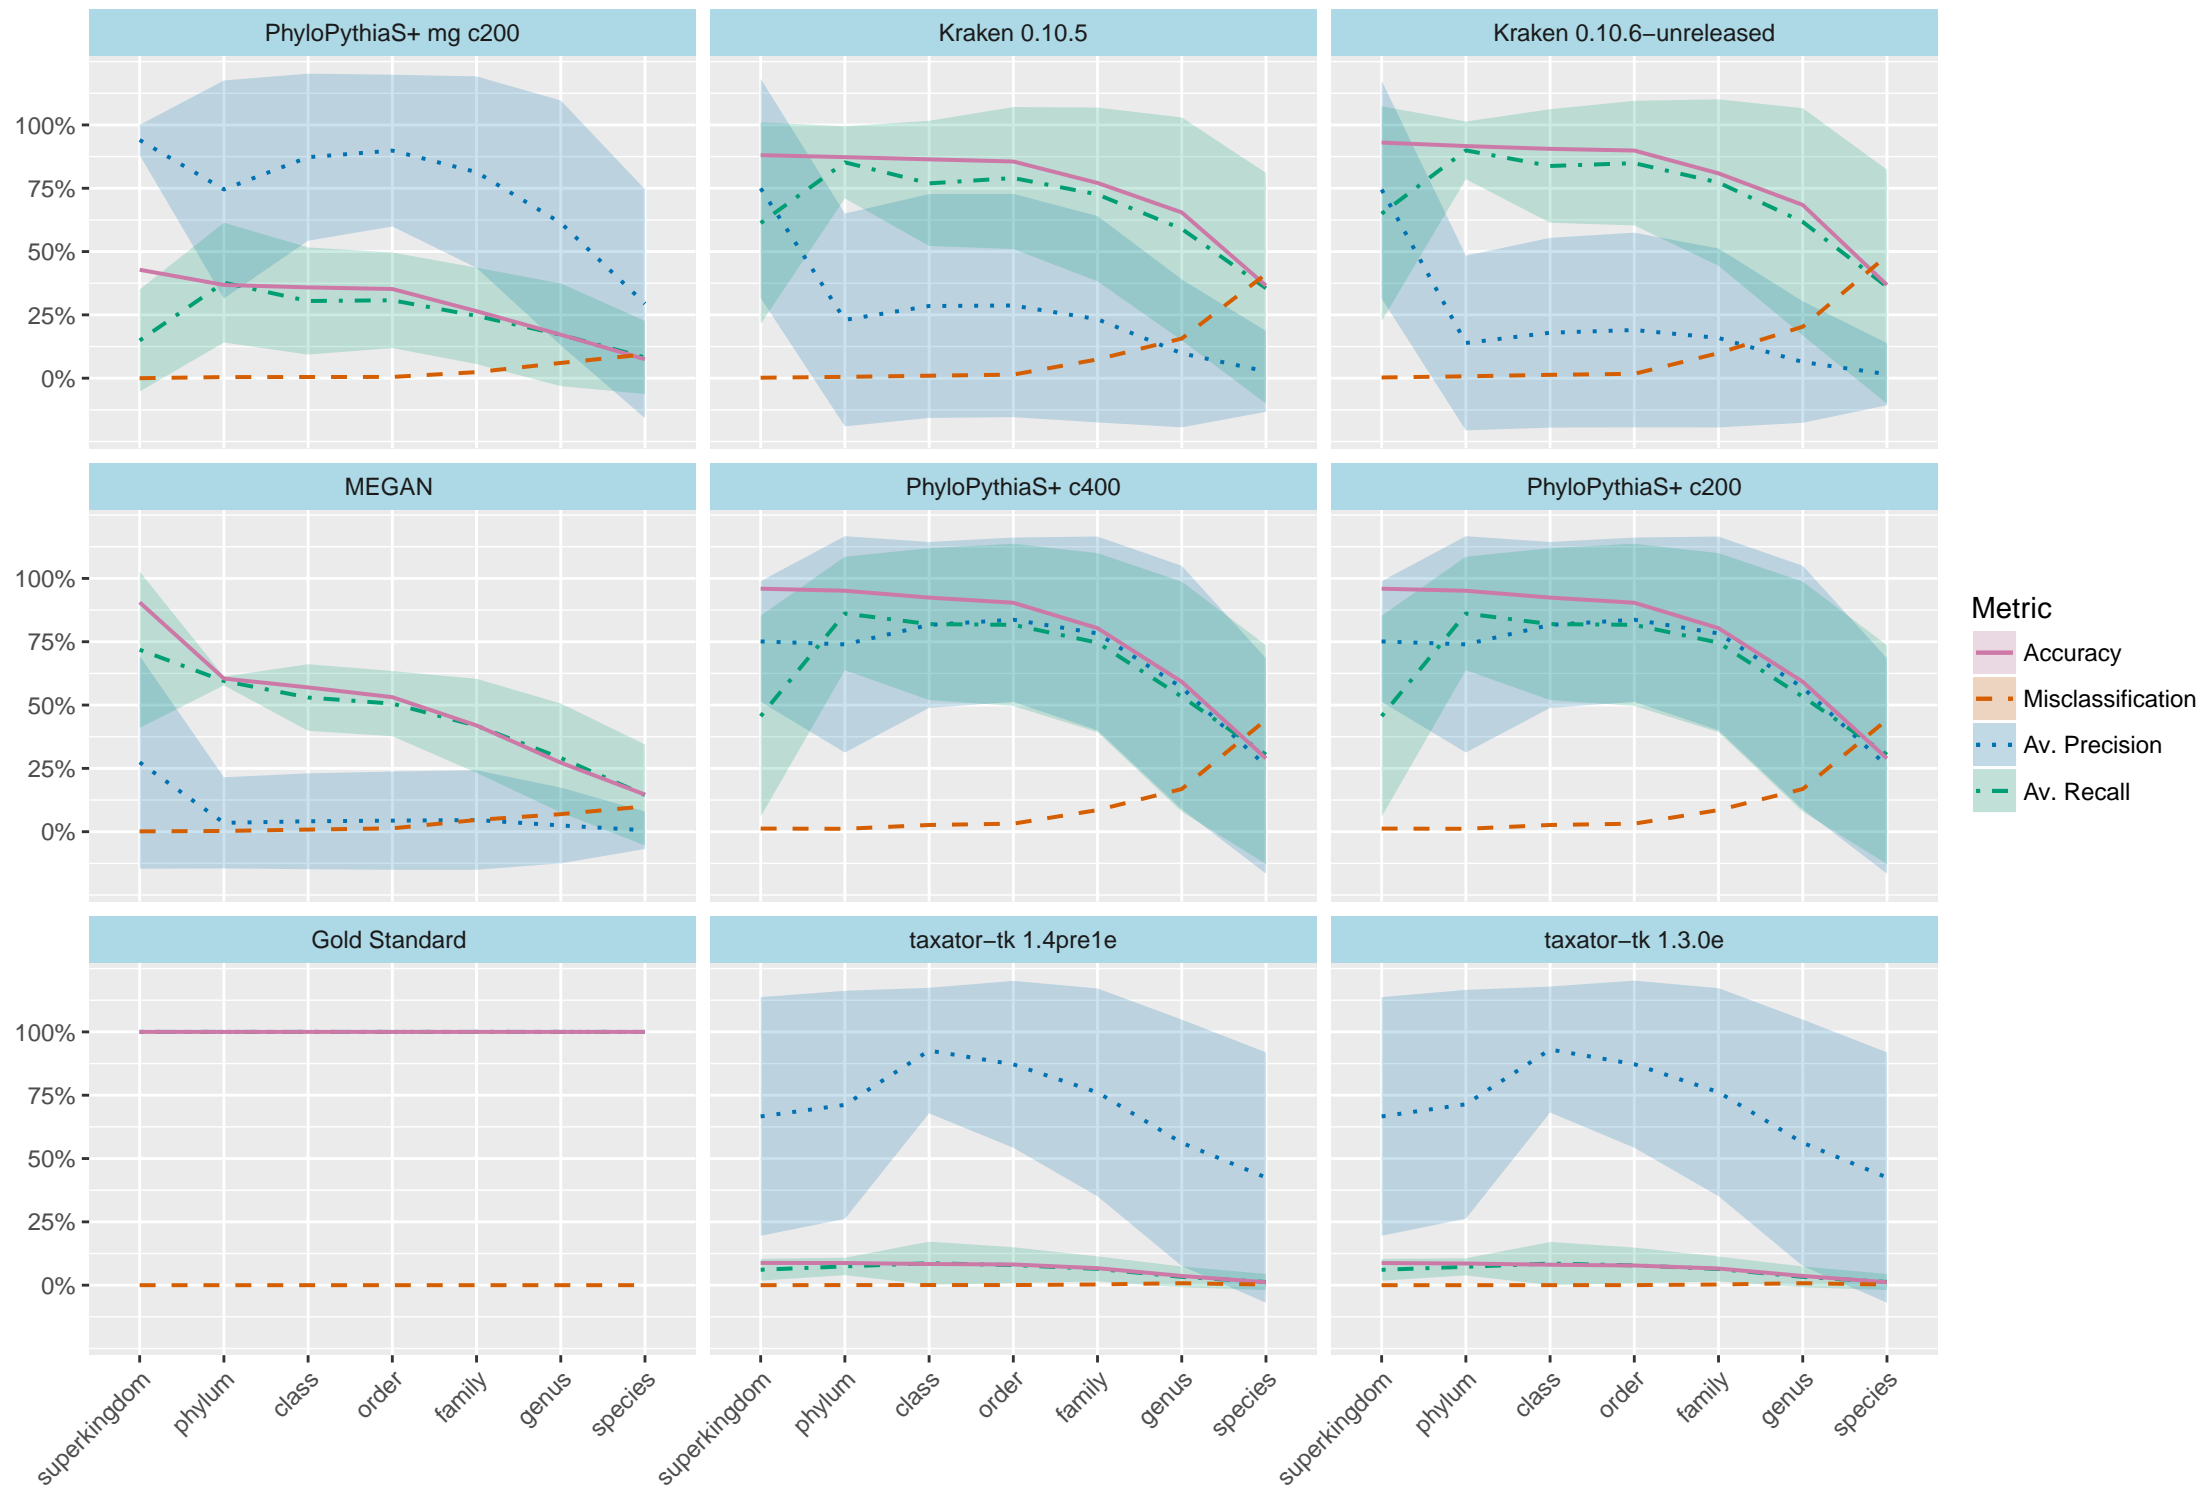 PhyloPythiaS+ mg c200
Kraken 0.10.5
Kraken 0.10.6−unreleased
100%
75%
50%
25%
0%
MEGAN
PhyloPythiaS+ c400
PhyloPythiaS+ c200
100%
75%
50%
25%
0%
Gold Standard
taxator−tk 1.4pre1e
taxator−tk 1.3.0e
100%
75%
50%
25%
0%
superkingdom
phylum
class
order
family
genus
species
superkingdom
phylum
class
order
family
genus
species
superkingdom
phylum
class
order
family
genus
species
Metric
Accuracy
Misclassification
Av. Precision
Av. Recall